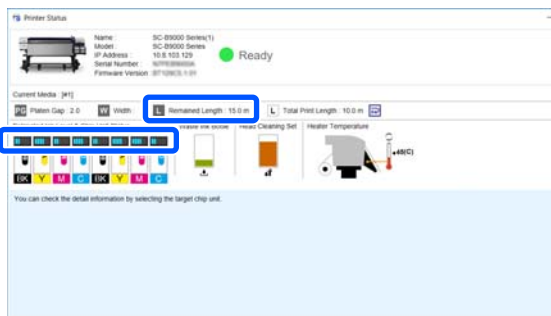 Printer Status
Name : SC-B9000 Series(1)
Model : SC-B9000 Series
IP Address : 10.8.103.129
Serial Number :
Firmware Version :
Ready
Current Media : [#1]
PG Platen Gap : 2.0 W Width : L Remained Length : 15.0 m L Total Print Length : 10.0 m
Waste Ink Bottle Head Cleaning Set Heater Temperature
48(C)
BK Y M C BK Y M C
You can check the detail information by selecting the target chip unit.